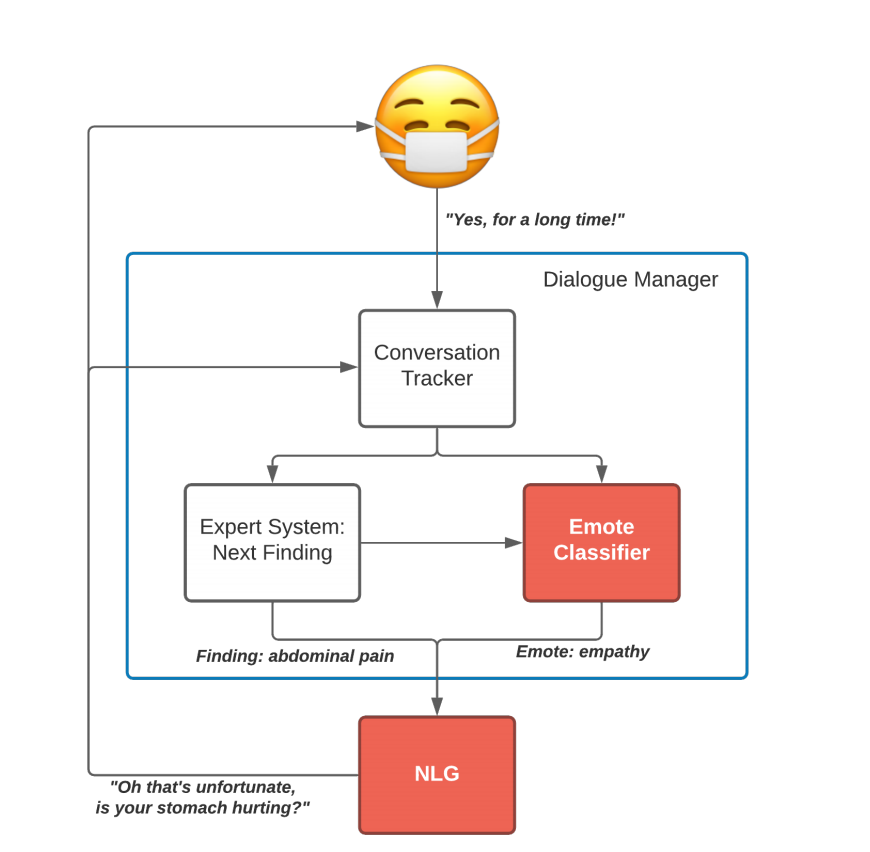 "Yes, for a long time!"
Dialogue Manager
Conversation
Tracker
Expert System:
Next Finding
Emote
Classifier
Finding: abdominal pain
Emote: empathy
NLG
"Oh that's unfortunate,
is your stomach hurting?"